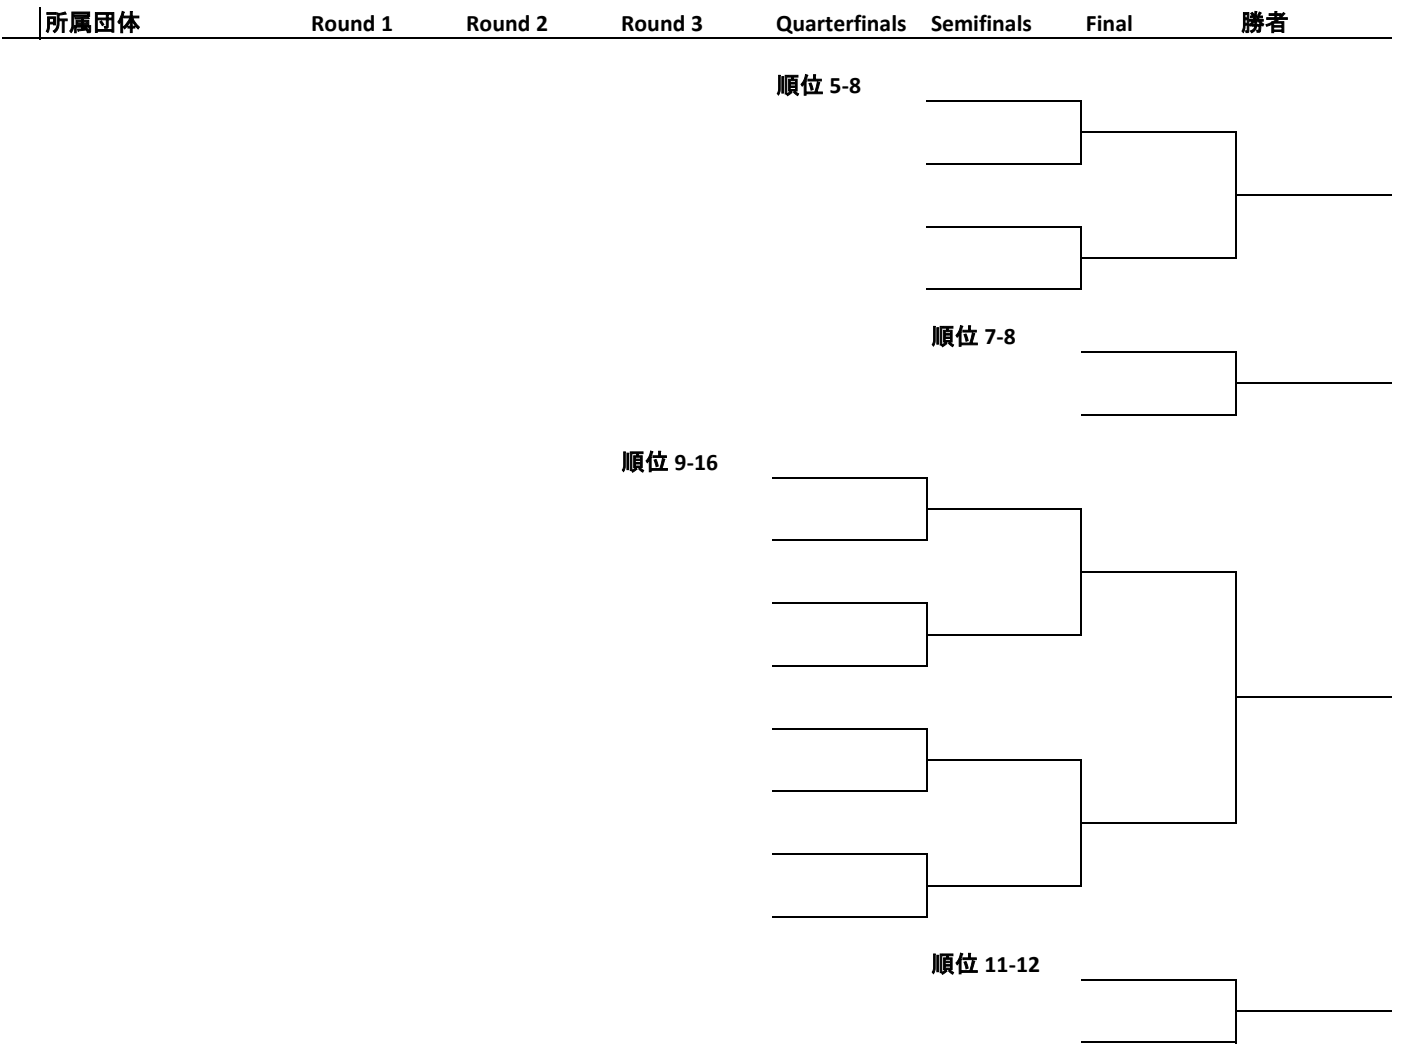 所属団体 Round 1 Round 2 Round 3 Quarterfinals Semifinals Final 勝者
順位 5-8
順位 7-8
順位 9-16
順位 11-12